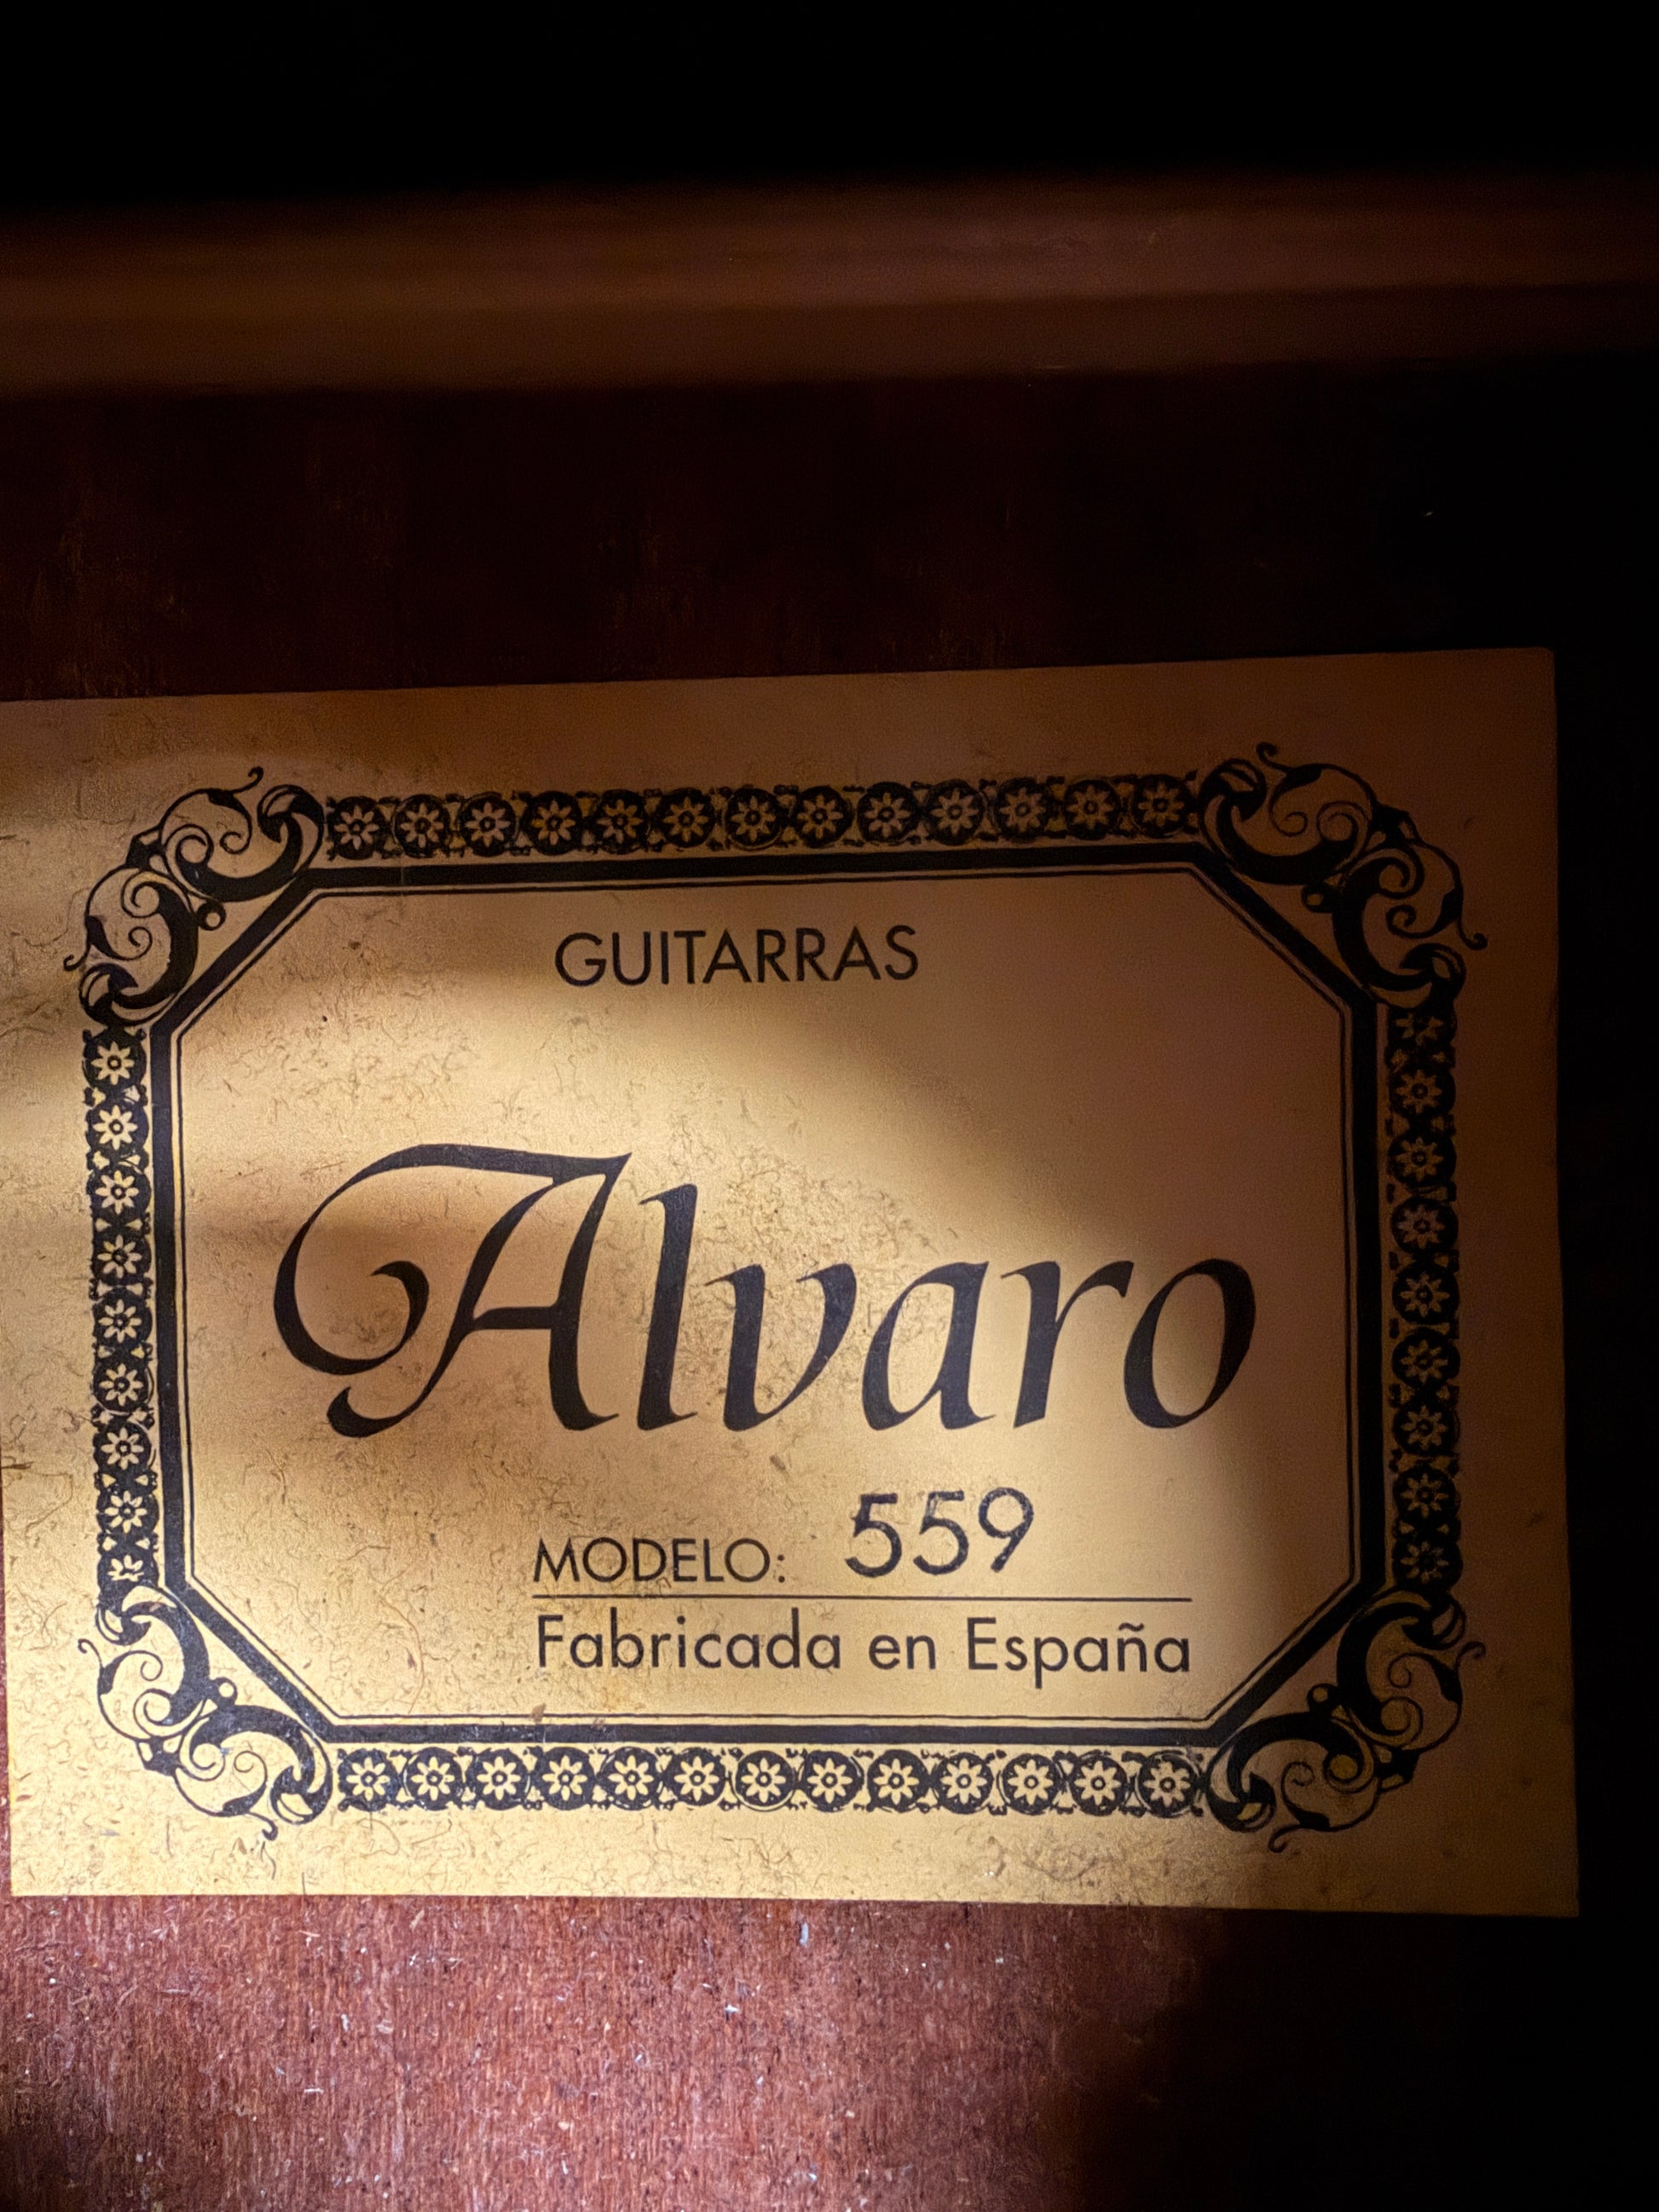 GUITARRAS
Alvaro
MODELO: 559
Fabricada en España